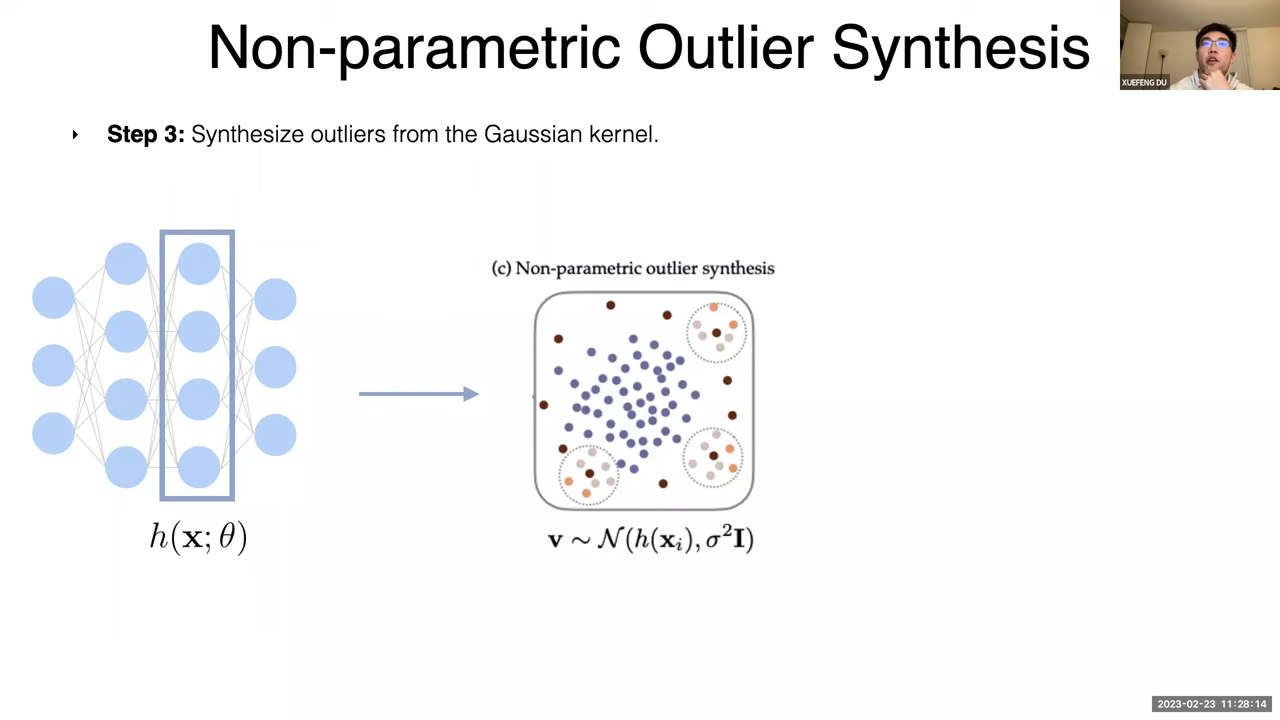 Non-parametric Outlier Synthesis
XUEFENG DU
‣ Step 3: Synthesize outliers from the Gaussian kernel.
(c) Non-parametric outlier synthesis
h(x; θ)
v ∼ 𝒩(h(xᵢ), σ²I)
2023-02-23 11:28:14